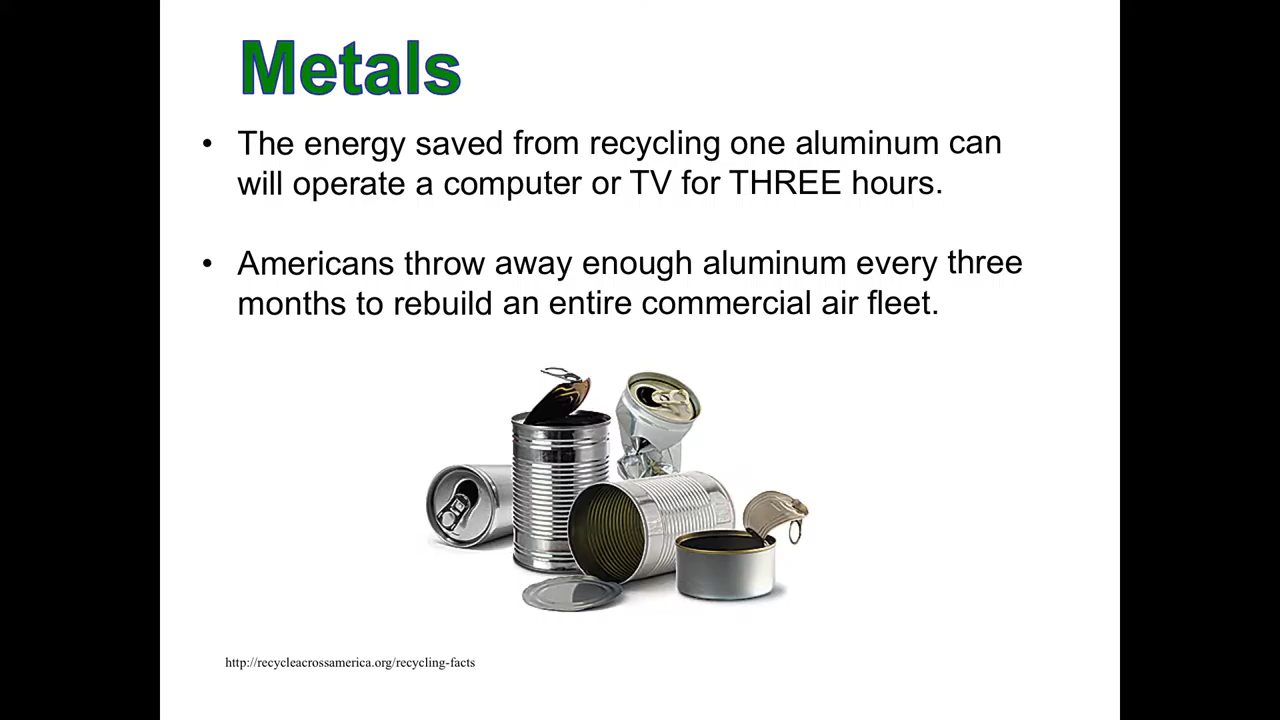 Metals
• The energy saved from recycling one aluminum can
will operate a computer or TV for THREE hours.
• Americans throw away enough aluminum every three
months to rebuild an entire commercial air fleet.
http://recycleacrossamerica.org/recycling-facts